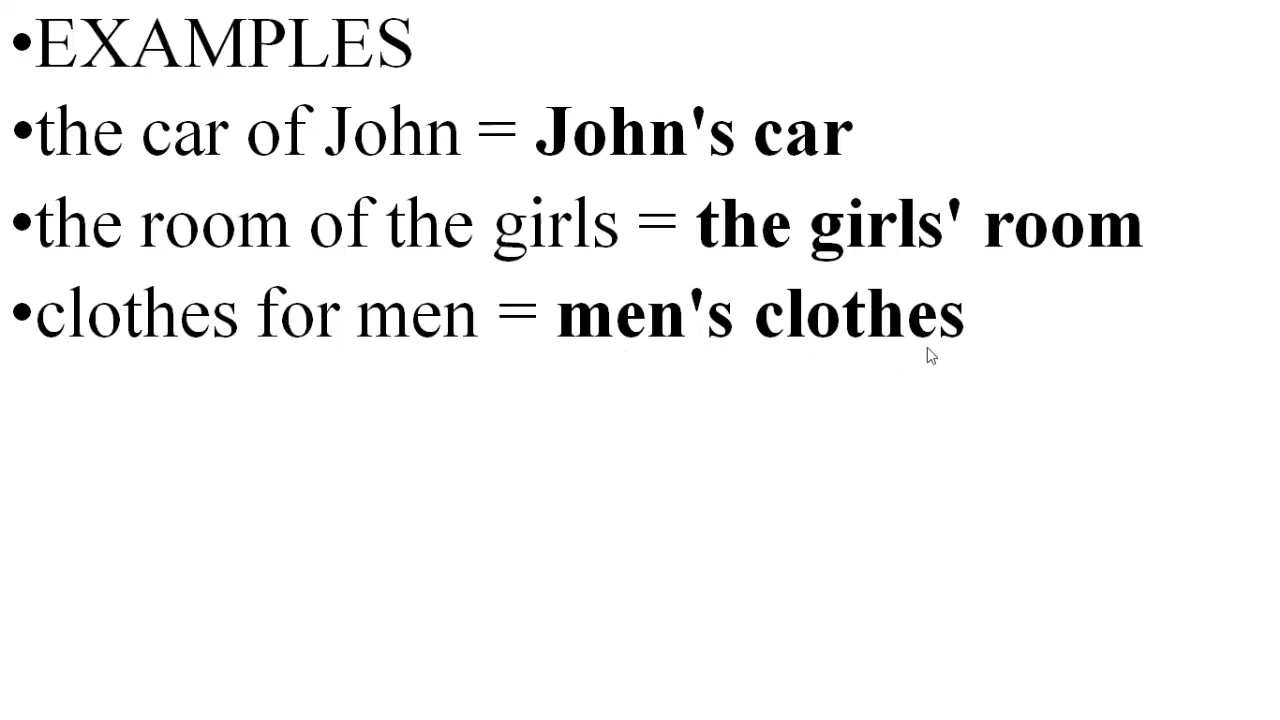 •EXAMPLES
•the car of John = John's car
•the room of the girls = the girls' room
•clothes for men = men's clothes